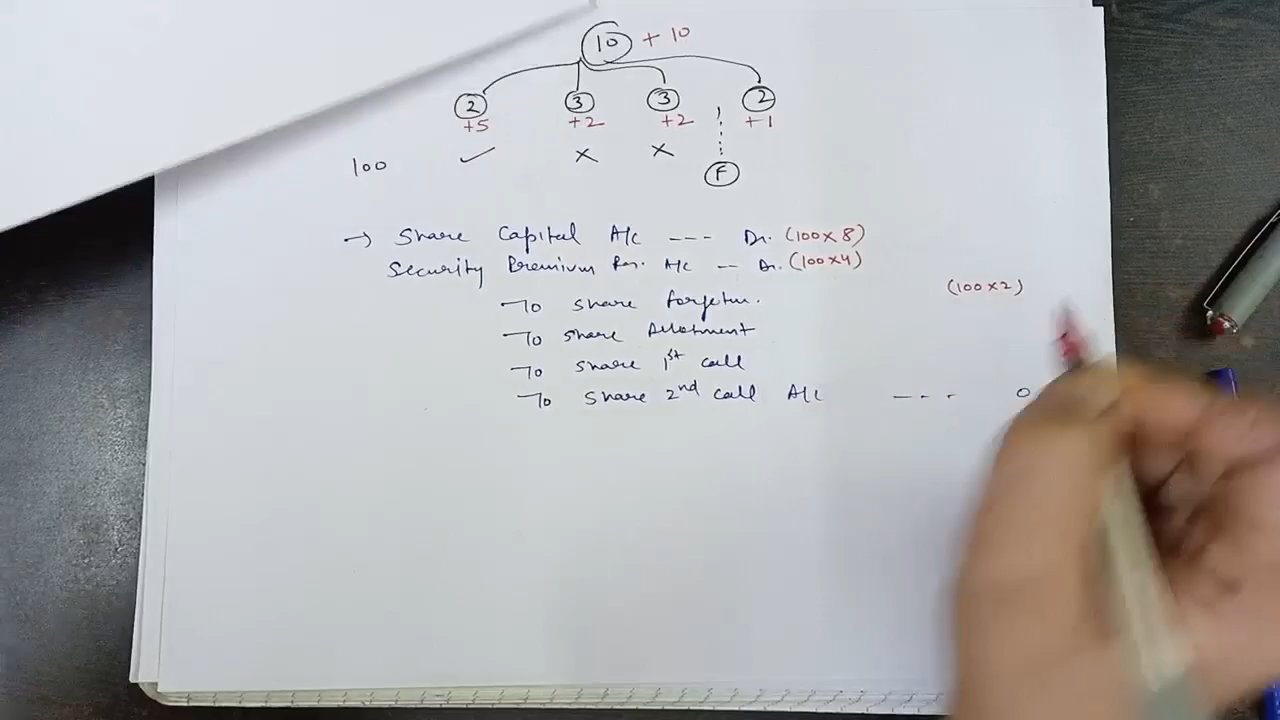 10 + 10
2 3 3 2
+5 +2 +2 +1
100 ✓ × × F
→ Share Capital A/c --- Dr. (100×8)
Security Premium Res. A/c — Dr. (100×4)
To Share forfetur. (100×2)
To Share Allotment
To Share 1st call
To Share 2nd call A/c --- 0